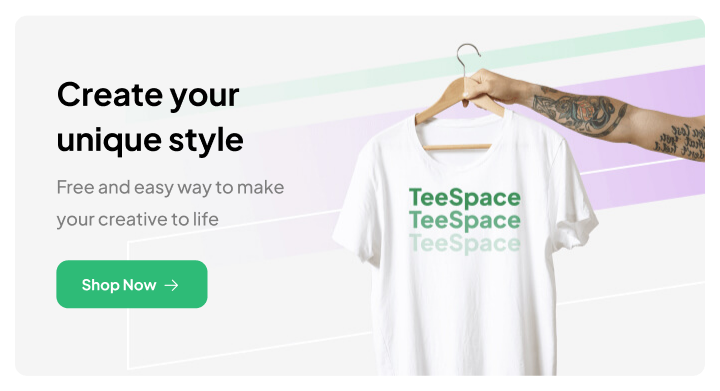 Create your
unique style
Free and easy way to make
your creative to life
Shop Now →
TeeSpace
TeeSpace
TeeSpace